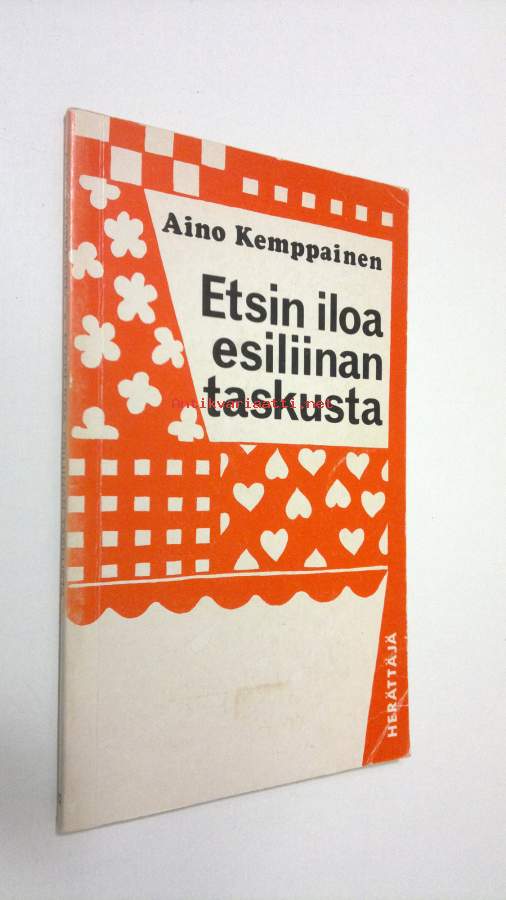 Aino Kemppainen
Etsin iloa
esiliinan
taskusta
Antikvariaatti.net
HERÄTTÄJÄ